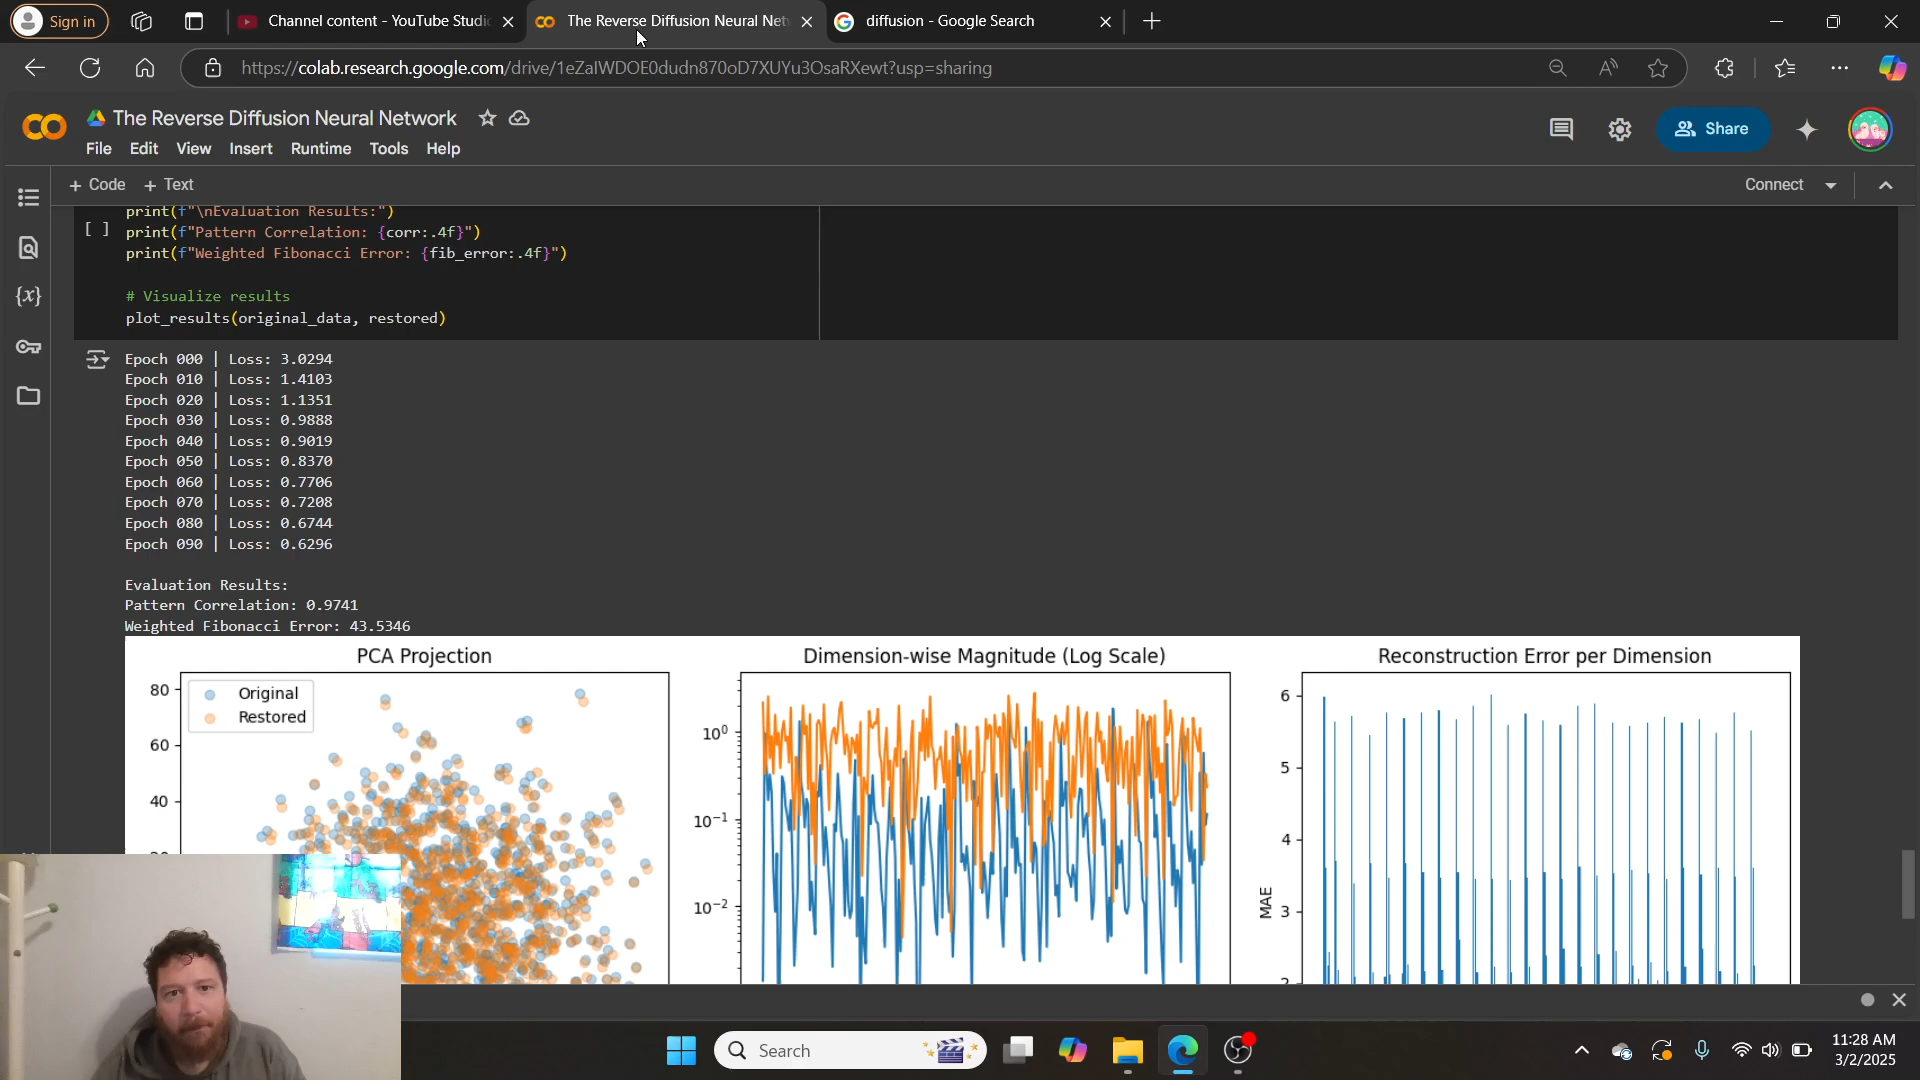 Sign in
Channel content - YouTube Studio
The Reverse Diffusion Neural Net
diffusion - Google Search
https://colab.research.google.com/drive/1eZaIWDOE0dudn870oD7XUYu3OsaRXewt?usp=sharing
The Reverse Diffusion Neural Network
Share
File Edit View Insert Runtime Tools Help
+ Code + Text
Connect
print(f"\nEvaluation Results:")
[ ] print(f"Pattern Correlation: {corr:.4f}")
print(f"Weighted Fibonacci Error: {fib_error:.4f}")
# Visualize results
plot_results(original_data, restored)
Epoch 000 | Loss: 3.0294
Epoch 010 | Loss: 1.4103
Epoch 020 | Loss: 1.1351
Epoch 030 | Loss: 0.9888
Epoch 040 | Loss: 0.9019
Epoch 050 | Loss: 0.8370
Epoch 060 | Loss: 0.7706
Epoch 070 | Loss: 0.7208
Epoch 080 | Loss: 0.6744
Epoch 090 | Loss: 0.6296
Evaluation Results:
Pattern Correlation: 0.9741
Weighted Fibonacci Error: 43.5346
PCA Projection
Original
Restored
80
60
40
Dimension-wise Magnitude (Log Scale)
10⁰
10⁻¹
10⁻²
Reconstruction Error per Dimension
MAE
6
5
4
3
2
Search
11:28 AM
3/2/2025